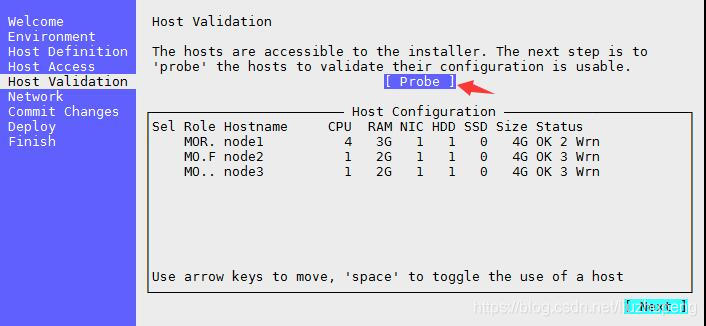 Welcome
Environment
Host Definition
Host Access
Host Validation
Network
Commit Changes
Deploy
Finish
Host Validation
The hosts are accessible to the installer. The next step is to
'probe' the hosts to validate their configuration is usable.
[ Probe ]
Host Configuration
Sel Role Hostname CPU RAM NIC HDD SSD Size Status
MOR. node1 4 3G 1 1 0 4G OK 2 Wrn
MO.F node2 1 2G 1 1 0 4G OK 3 Wrn
MO.. node3 1 2G 1 1 0 4G OK 3 Wrn
Use arrow keys to move, 'space' to toggle the use of a host
[ Next ]